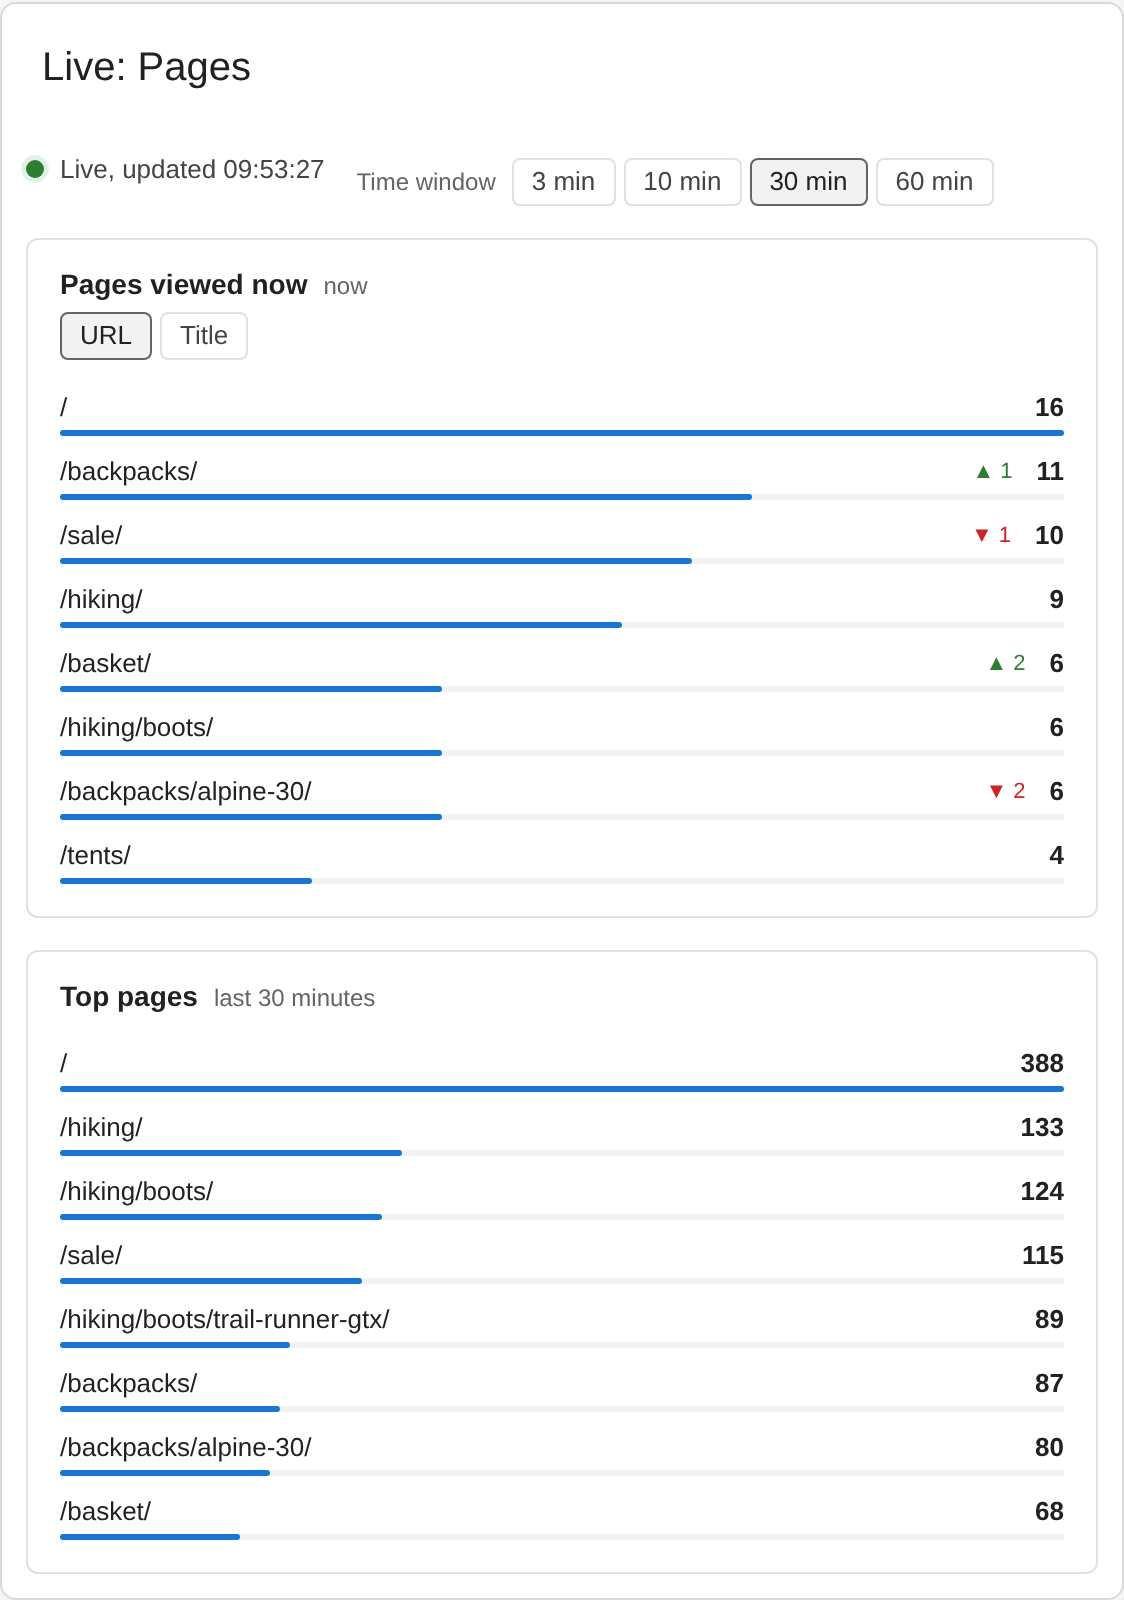 Live: Pages
Live, updated 09:53:27 Time window 3 min 10 min 30 min 60 min
Pages viewed now now
URL Title
/ 16
/backpacks/ ▲ 1 11
/sale/ ▼ 1 10
/hiking/ 9
/basket/ ▲ 2 6
/hiking/boots/ 6
/backpacks/alpine-30/ ▼ 2 6
/tents/ 4
Top pages last 30 minutes
/ 388
/hiking/ 133
/hiking/boots/ 124
/sale/ 115
/hiking/boots/trail-runner-gtx/ 89
/backpacks/ 87
/backpacks/alpine-30/ 80
/basket/ 68